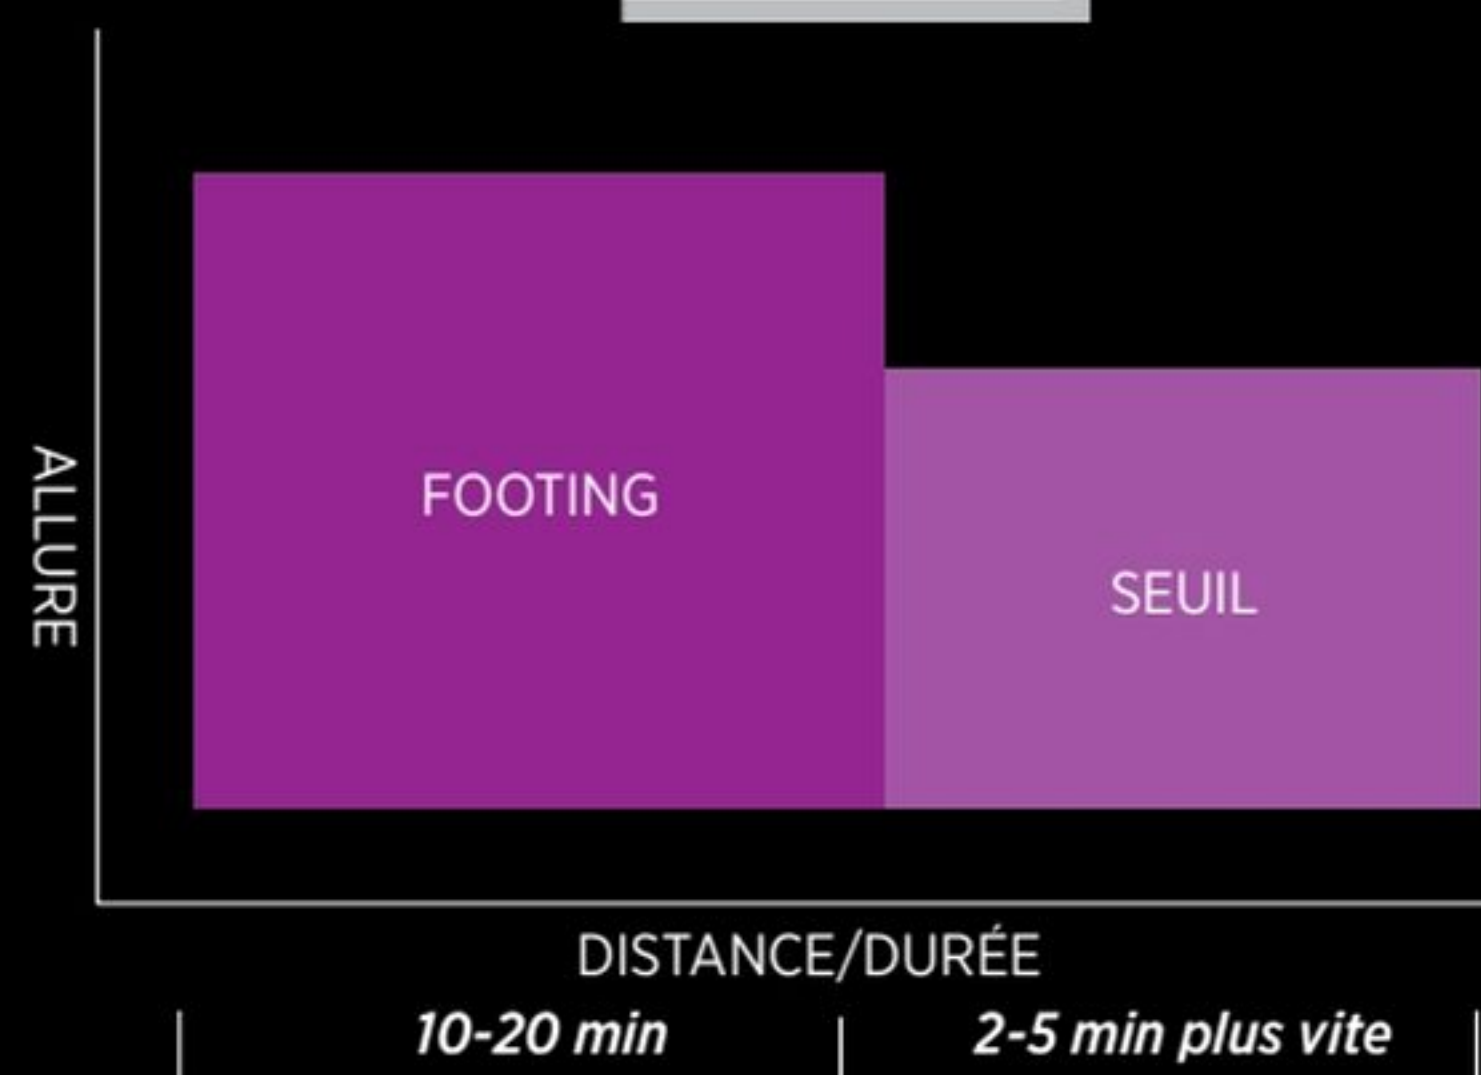 ALLURE
FOOTING
SEUIL
DISTANCE/DURÉE
10-20 min
2-5 min plus vite